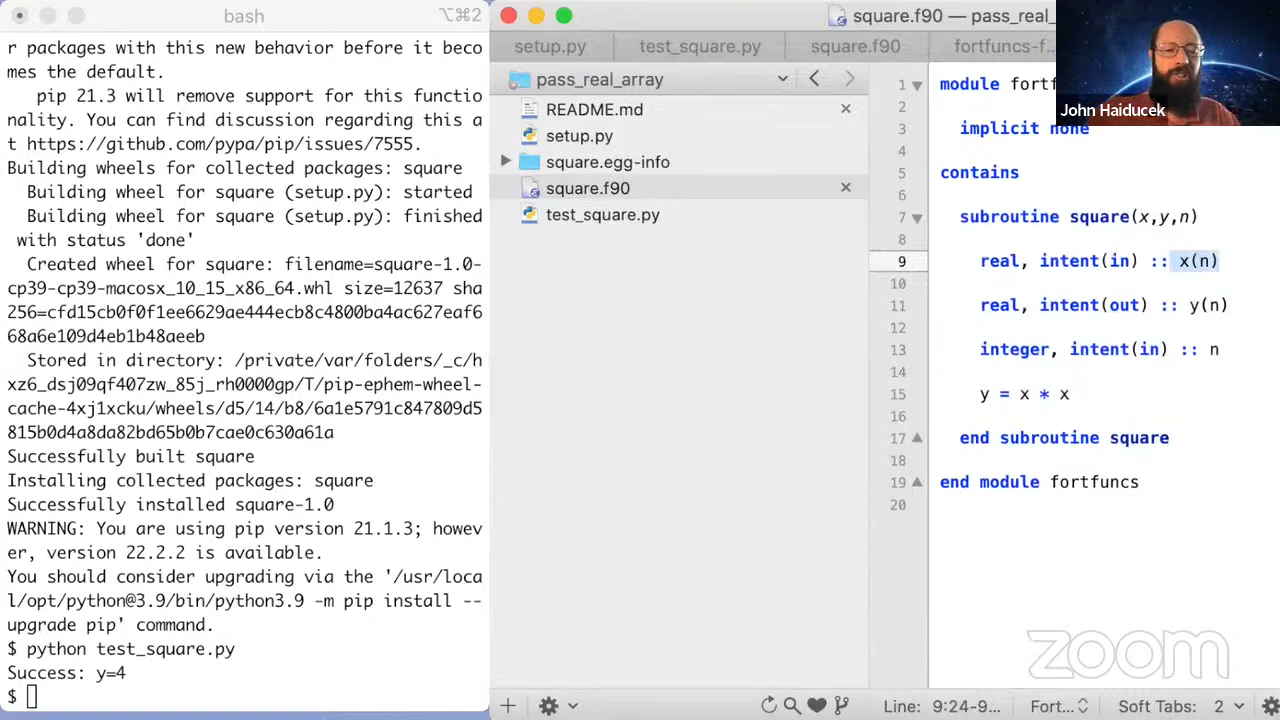 bash
⌥⌘2
r packages with this new behavior before it beco
mes the default.
pip 21.3 will remove support for this functio
nality. You can find discussion regarding this a
t https://github.com/pypa/pip/issues/7555.
Building wheels for collected packages: square
Building wheel for square (setup.py): started
Building wheel for square (setup.py): finished
with status 'done'
Created wheel for square: filename=square-1.0-
cp39-cp39-macosx_10_15_x86_64.whl size=12637 sha
256=cfd15cb0f0f1ee6629ae444ecb8c4800ba4ac627eaf6
68a6e109d4eb1b48aeeb
Stored in directory: /private/var/folders/_c/h
xz6_dsj09qf407zw_85j_rh0000gp/T/pip-ephem-wheel-
cache-4xj1xcku/wheels/d5/14/b8/6a1e5791c847809d5
815b0d4a8da82bd65b0b7cae0c630a61a
Successfully built square
Installing collected packages: square
Successfully installed square-1.0
WARNING: You are using pip version 21.1.3; howev
er, version 22.2.2 is available.
You should consider upgrading via the '/usr/loca
l/opt/python@3.9/bin/python3.9 -m pip install --
upgrade pip' command.
$ python test_square.py
Success: y=4
$
square.f90 — pass_real_
setup.py
test_square.py
square.f90
fortfuncs-f…
pass_real_array
README.md
setup.py
square.egg-info
square.f90
test_square.py
1 module fortf
2
3 implicit none
4
5 contains
6
7 subroutine square(x,y,n)
8
9 real, intent(in) :: x(n)
10
11 real, intent(out) :: y(n)
12
13 integer, intent(in) :: n
14
15 y = x * x
16
17 end subroutine square
18
19 end module fortfuncs
20
John Haiducek
zoom
Line: 9:24-9…
Fort…
Soft Tabs: 2